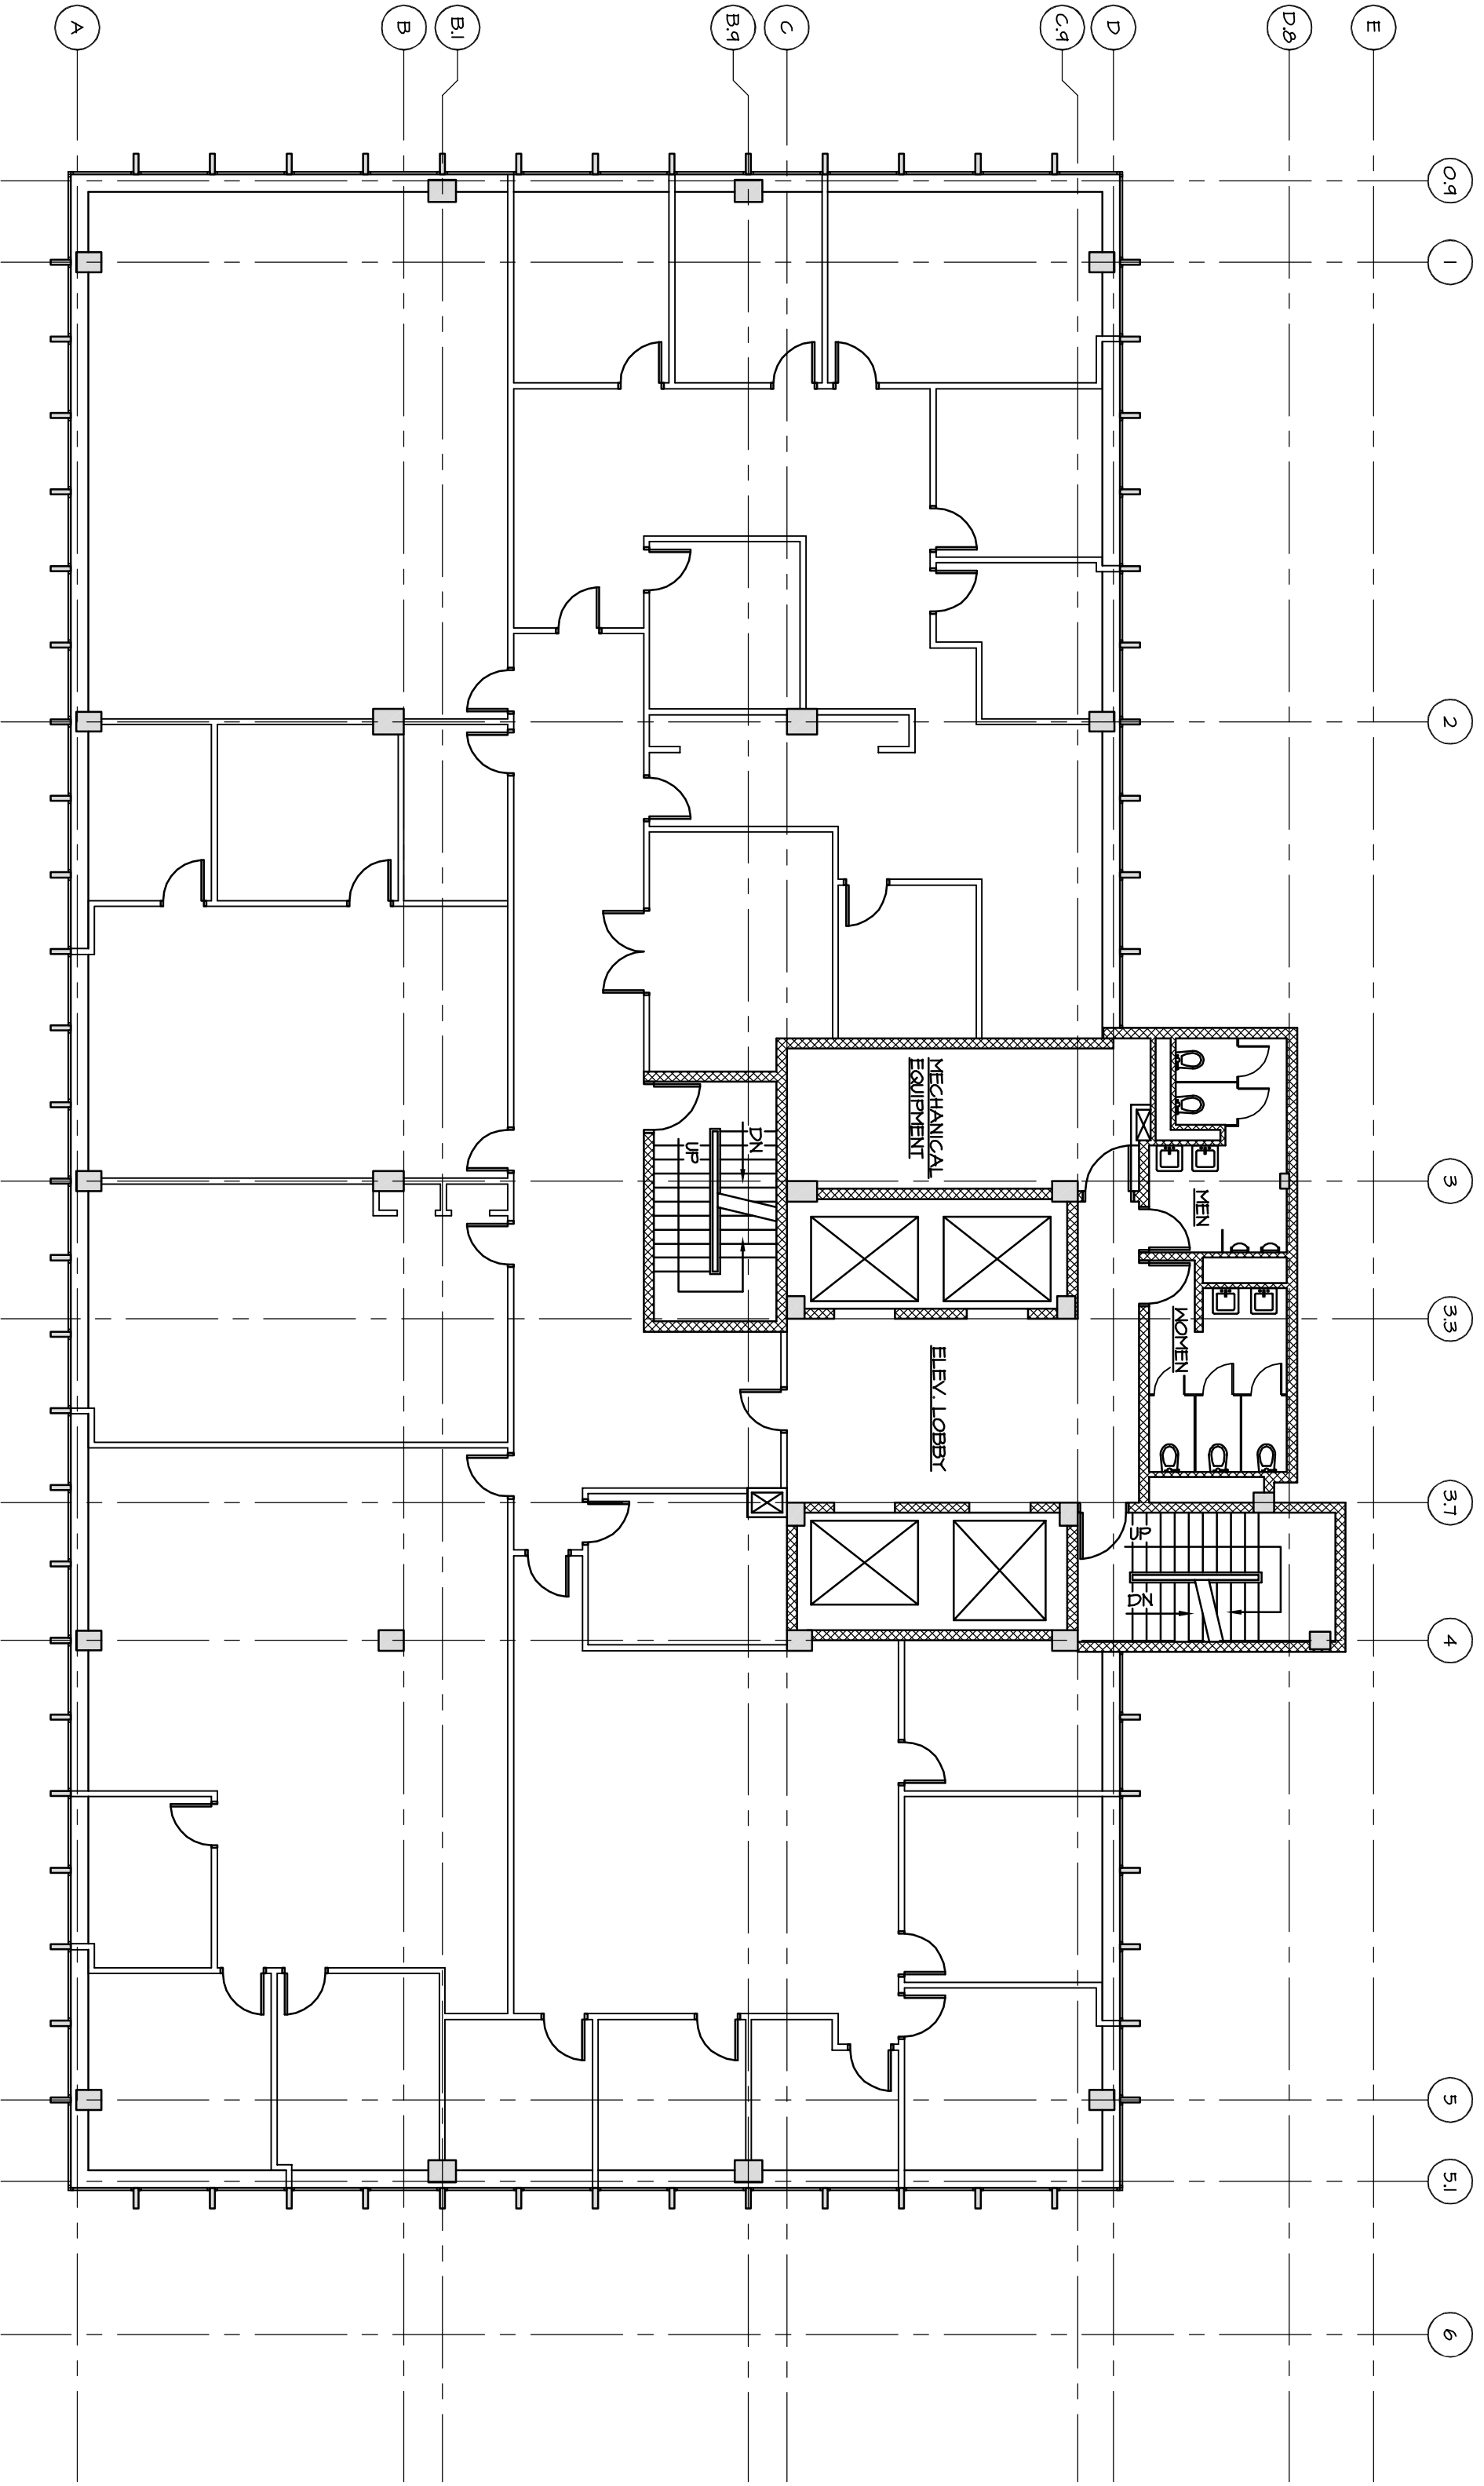 A
B
B.1
B.9
C
C.9
D
D.8
E
0.9
1
2
3
3.3
3.7
4
5
5.1
6
MECHANICAL
EQUIPMENT
MEN
WOMEN
ELEV. LOBBY
DN
UP
UP
DN